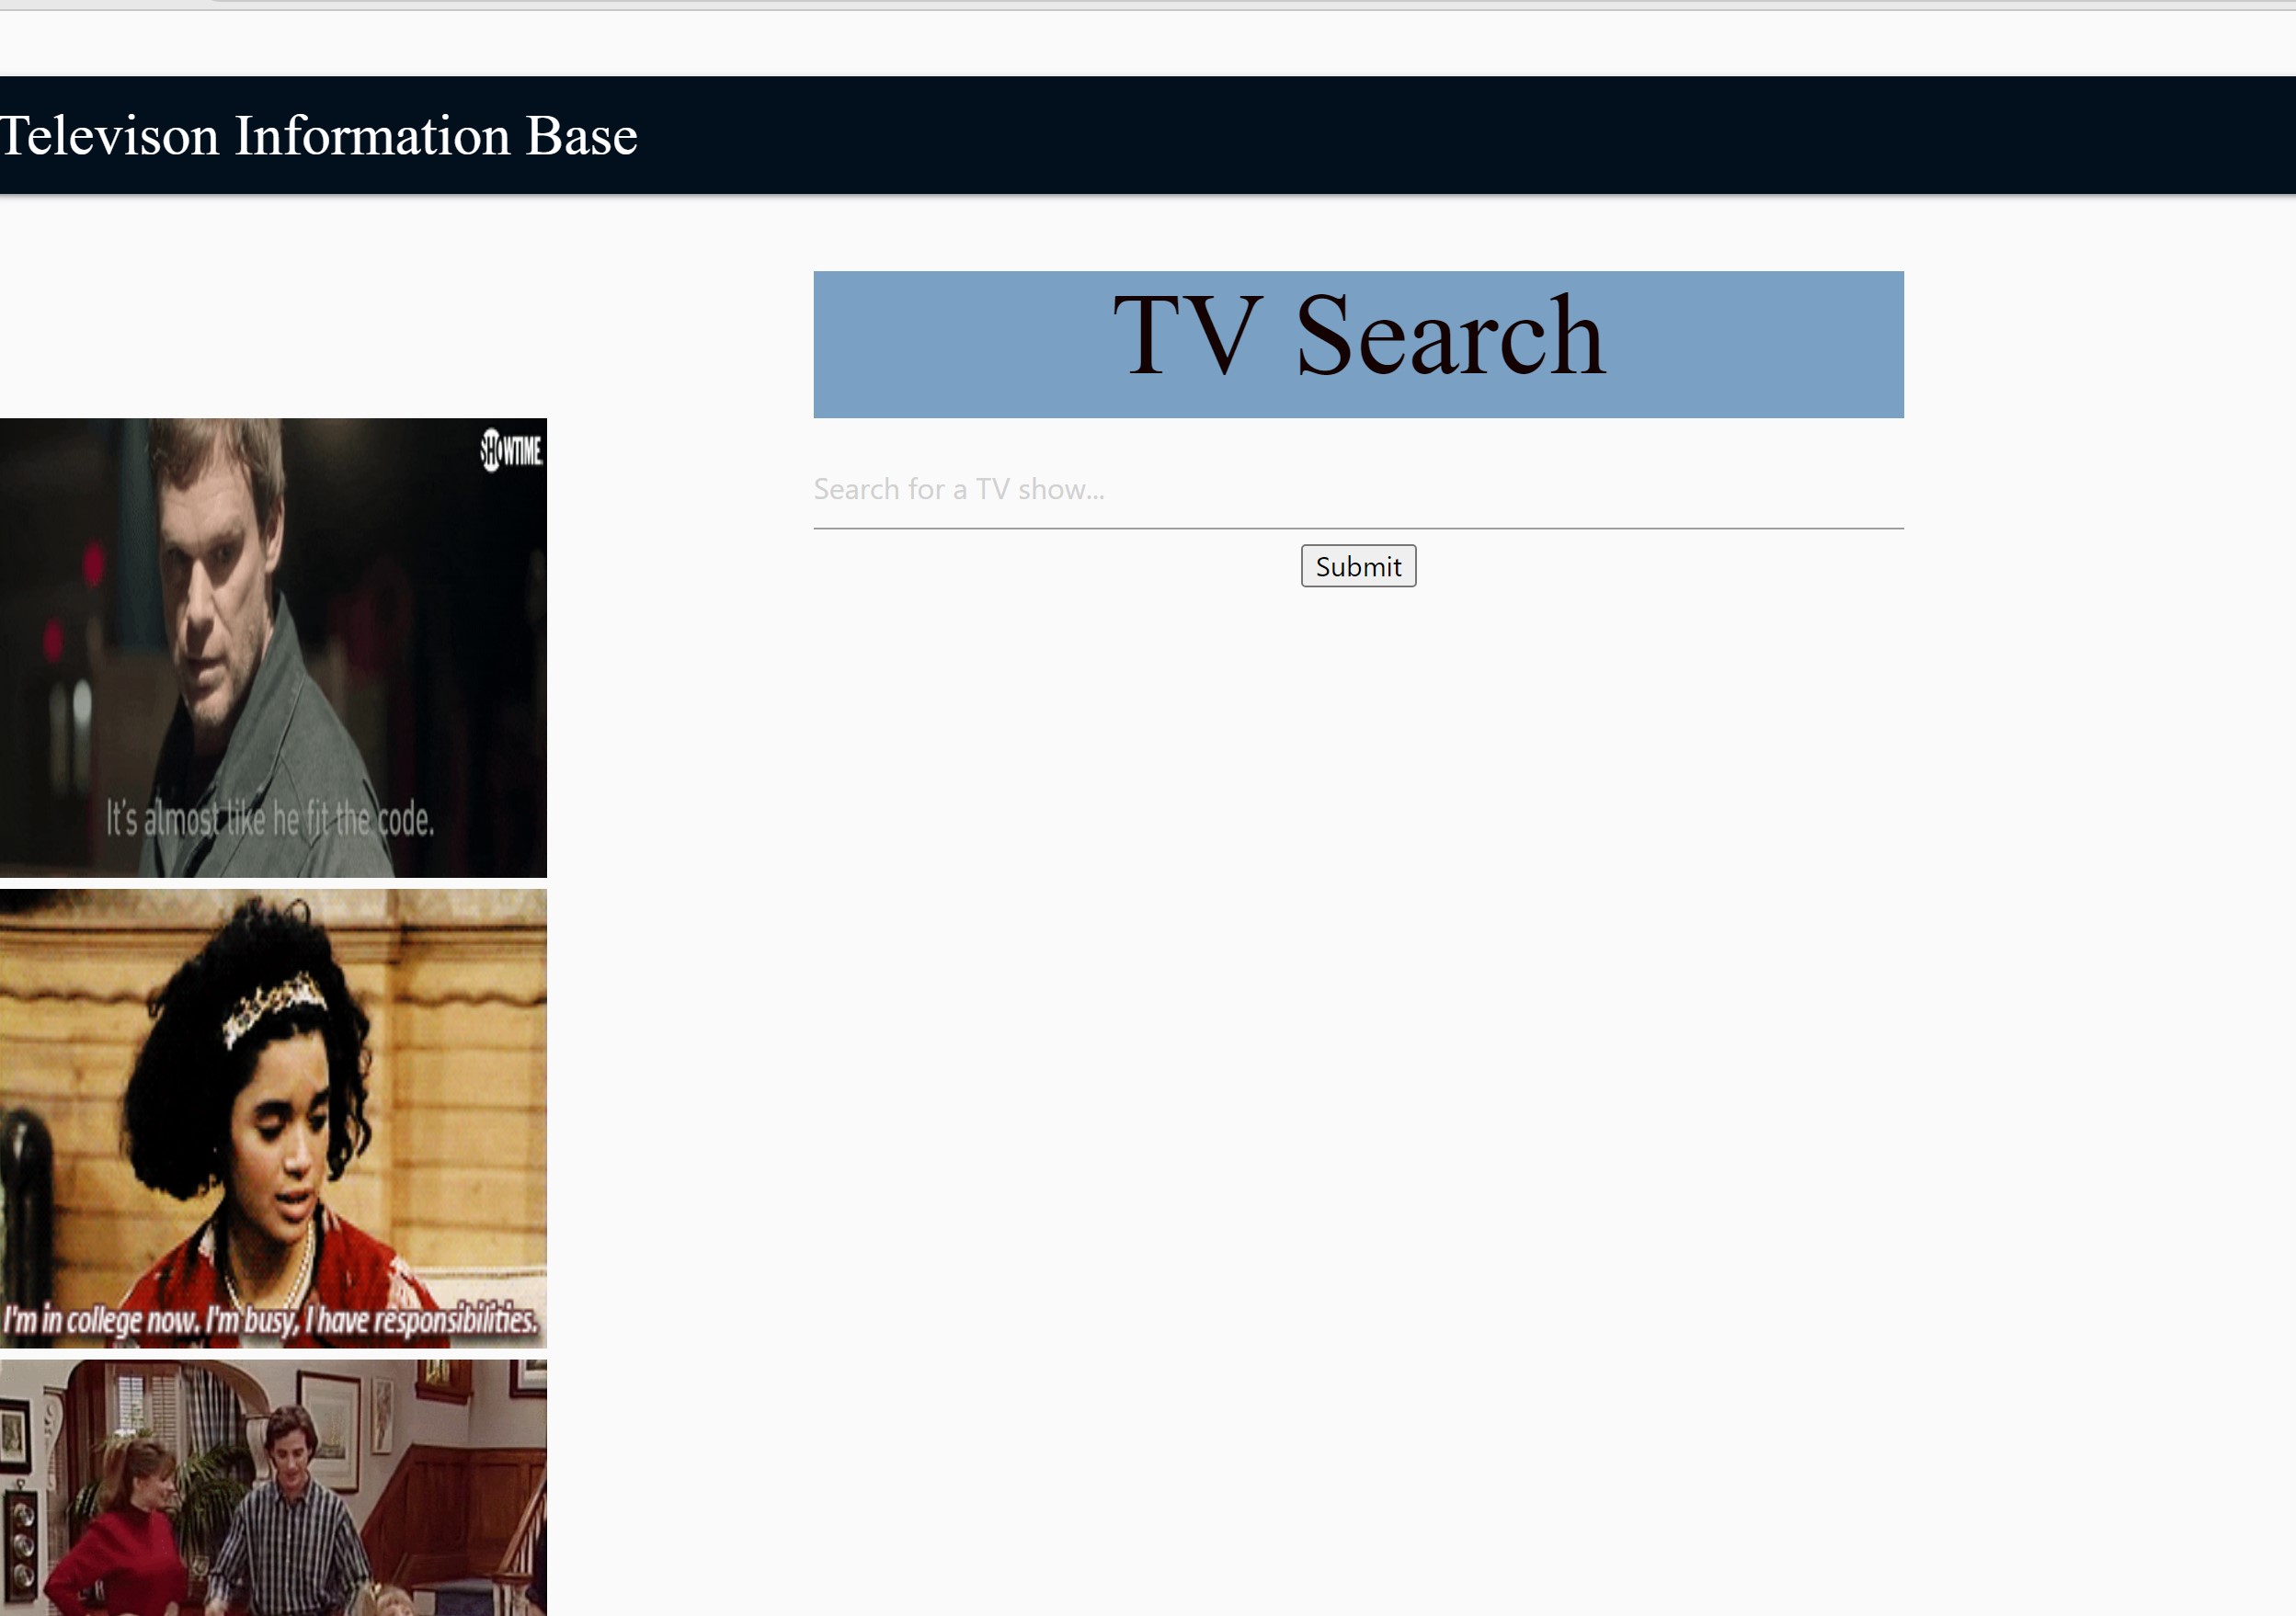 Televison Information Base
TV Search
Search for a TV show...
Submit
SHOWTIME
It's almost like he fit the code.
I'm in college now. I'm busy, I have responsibilities.